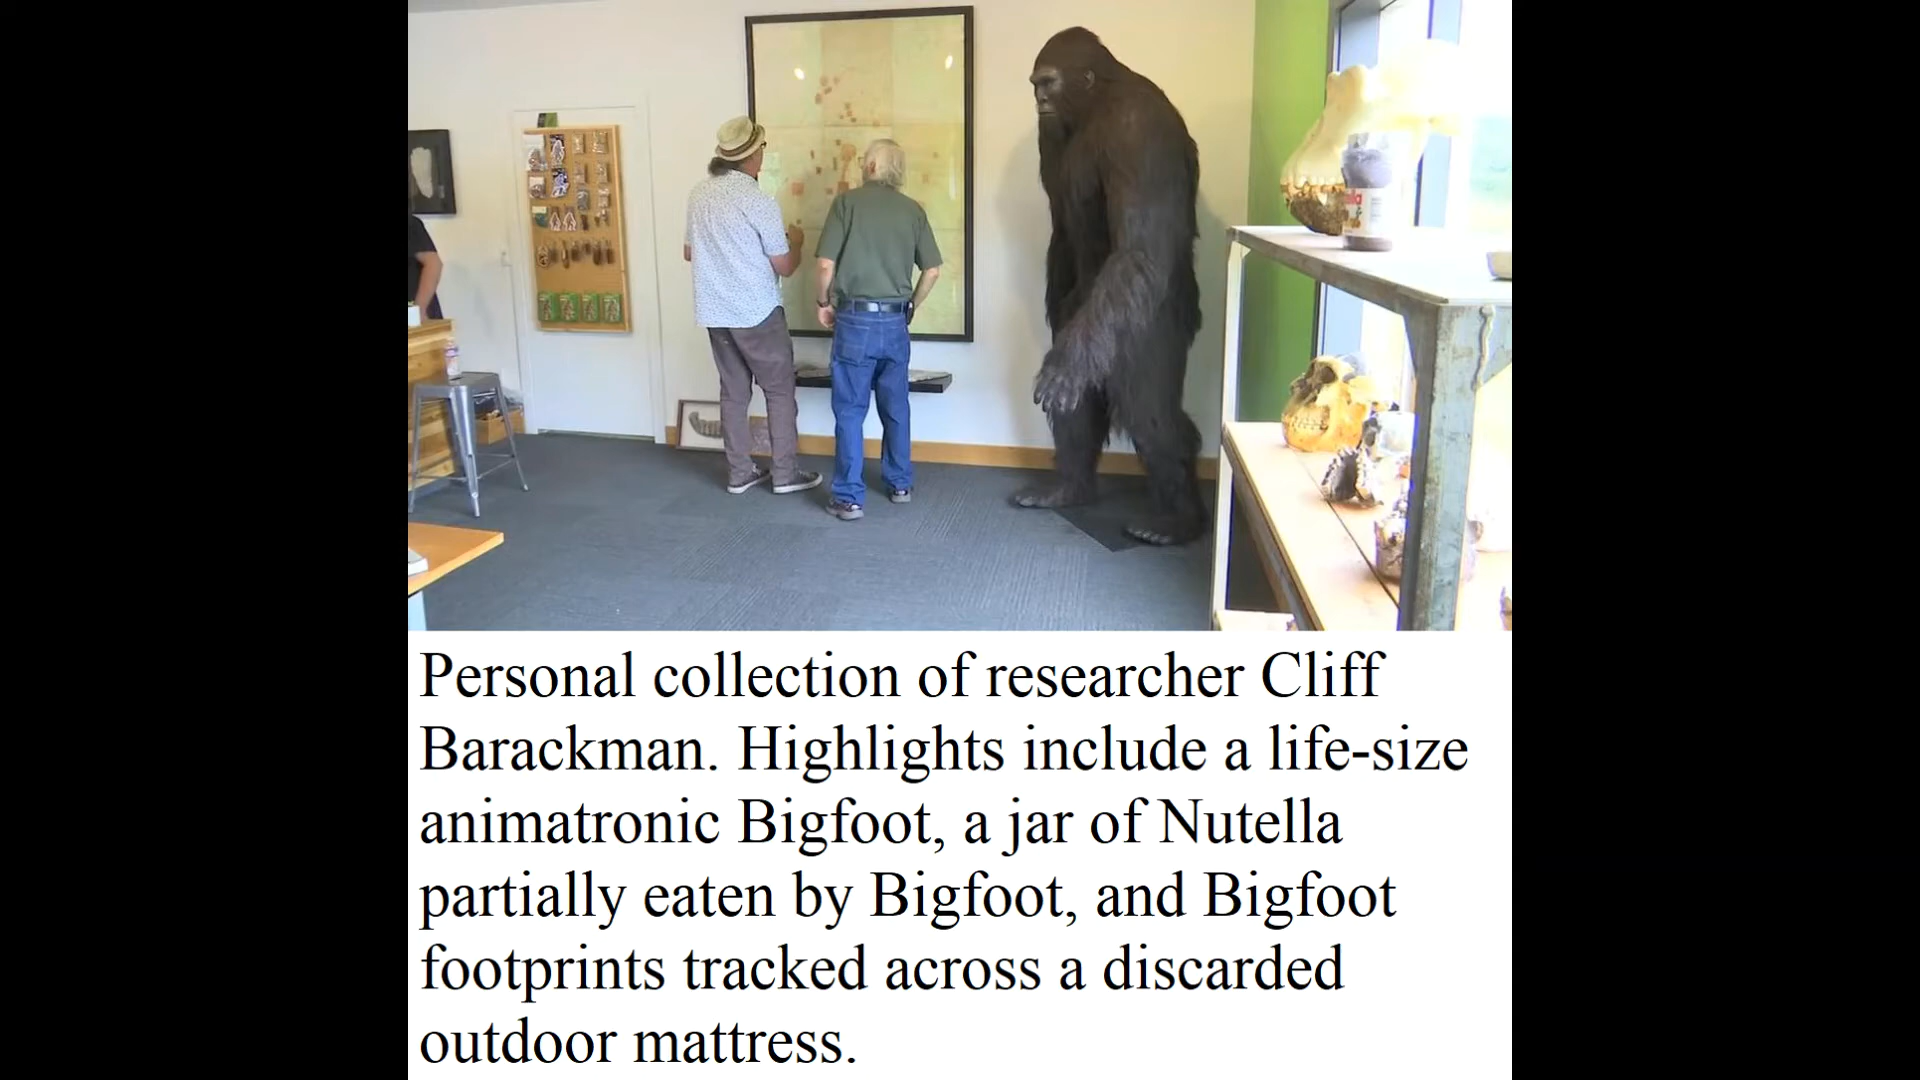 Personal collection of researcher Cliff
Barackman. Highlights include a life-size
animatronic Bigfoot, a jar of Nutella
partially eaten by Bigfoot, and Bigfoot
footprints tracked across a discarded
outdoor mattress.